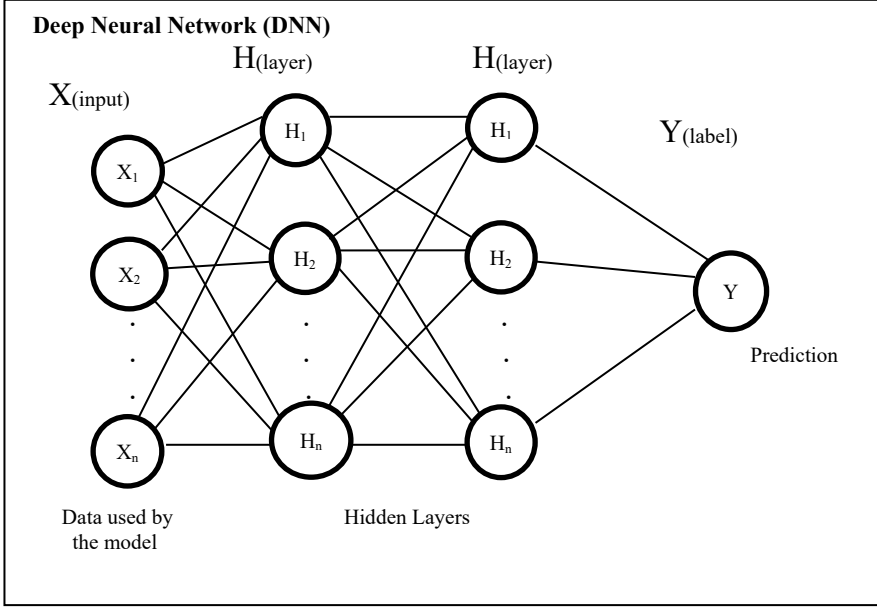 Deep Neural Network (DNN)
H(layer)
H(layer)
X(input)
Y(label)
H₁
H₁
X₁
H₂
H₂
X₂
Y
Prediction
Hₙ
Hₙ
Xₙ
Data used by
the model
Hidden Layers